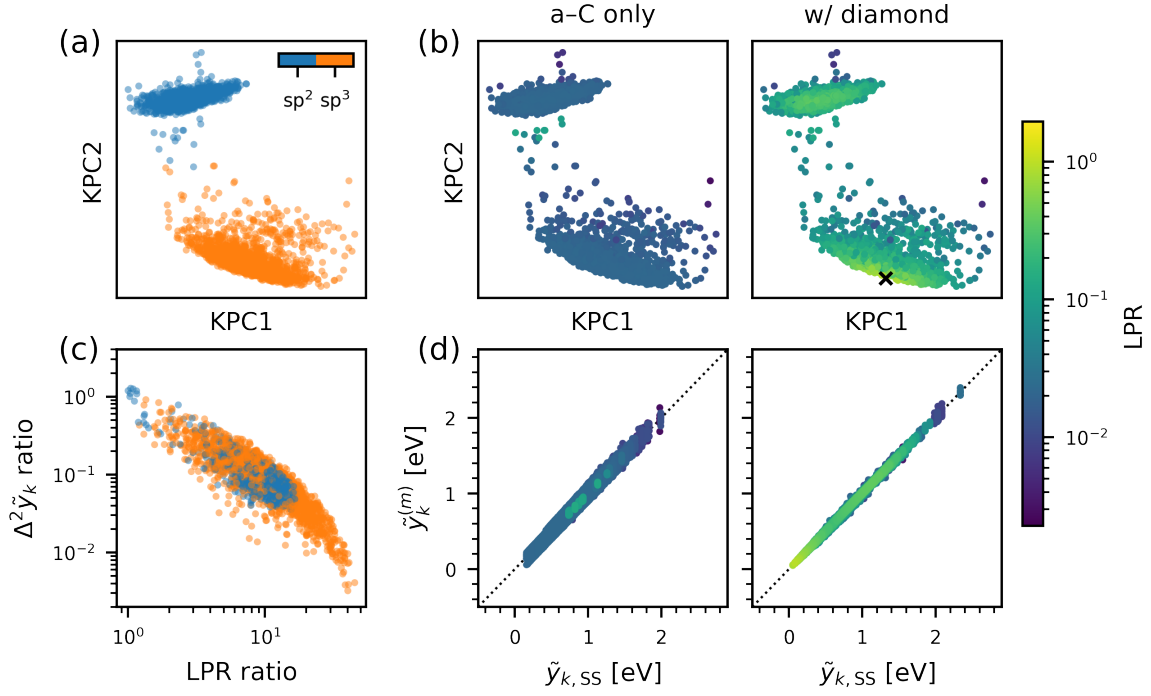 a–C only
w/ diamond
(a)
sp² sp³
KPC2
KPC1
(b)
KPC2
KPC1
KPC1
10⁰
10⁻¹
10⁻²
LPR
(c)
Δ²ỹₖ ratio
10⁰
10⁻¹
10⁻²
10⁰ 10¹
LPR ratio
(d)
ỹₖ⁽ᵐ⁾ [eV]
2
1
0
0 1 2
ỹₖ, SS [eV]
0 1 2
ỹₖ, SS [eV]